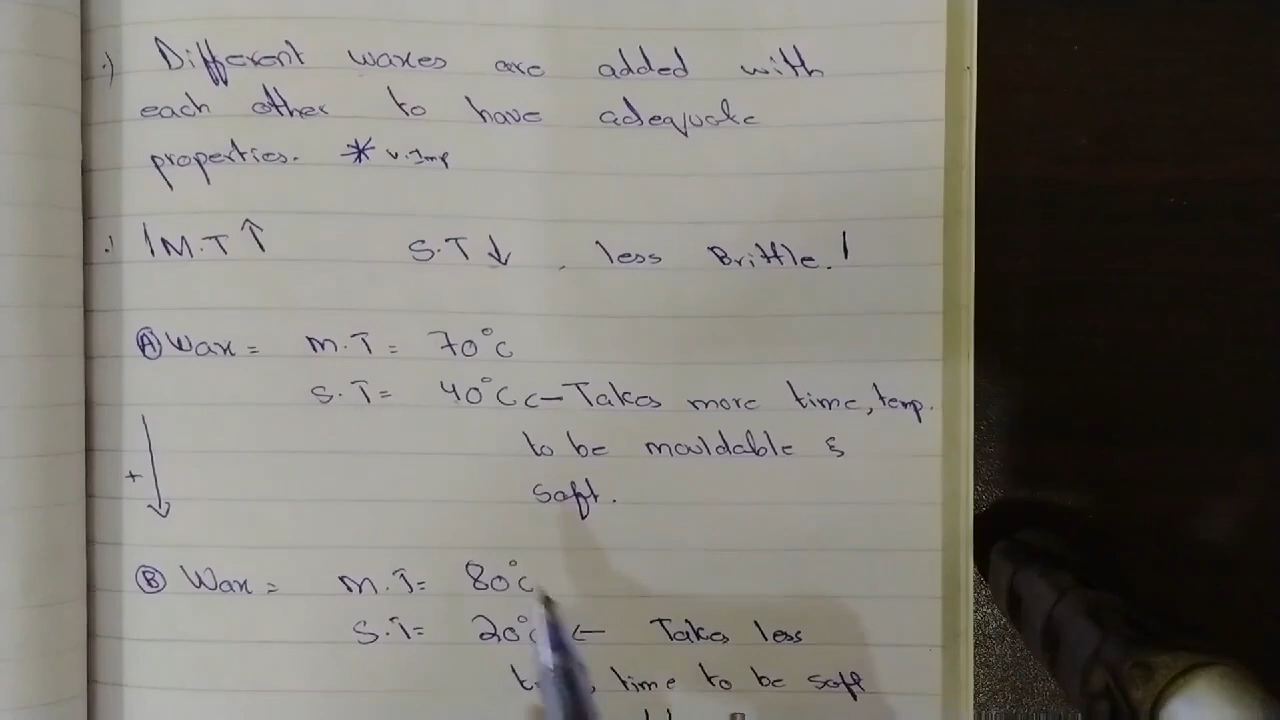 .) Different waxes are added with
each other to have adequate
properties. * v.Imp
.) |M.T↑ S.T↓, less Brittle.|
Ⓐ Wax = M.T = 70°C
S.T = 40°C <- Takes more time, temp.
to be mouldable &
soft.
+
Ⓑ Wax = M.T = 80°C
S.T = 20°C <- Takes less
time to be soft